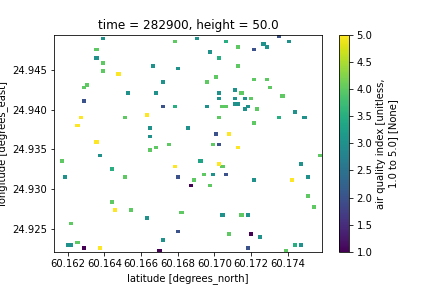 time = 282900, height = 50.0
24.945
24.940
24.935
24.930
24.925
longitude [degrees_east]
60.162 60.164 60.166 60.168 60.170 60.172 60.174
latitude [degrees_north]
5.0
4.5
4.0
3.5
3.0
2.5
2.0
1.5
1.0
air quality index [unitless,
1.0 to 5.0] [None]